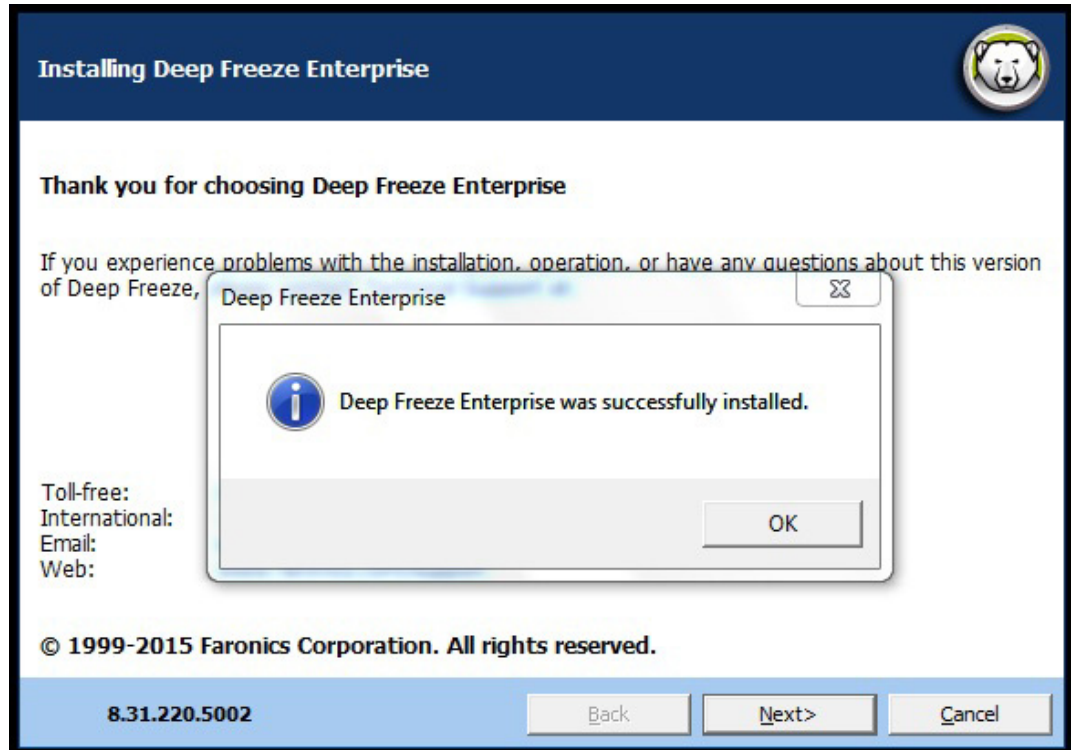 Installing Deep Freeze Enterprise
Thank you for choosing Deep Freeze Enterprise
If you experience problems with the installation, operation, or have any questions about this version
of Deep Freeze,
Deep Freeze Enterprise
Deep Freeze Enterprise was successfully installed.
OK
Toll-free:
International:
Email:
Web:
© 1999-2015 Faronics Corporation. All rights reserved.
8.31.220.5002
Back
Next>
Cancel